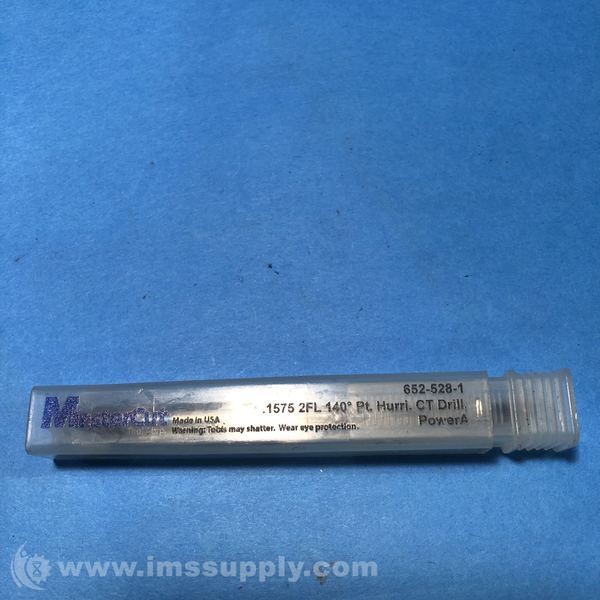 652-528-1
MasterCut
.1575 2FL 140° Pt. Hurri. CT Drill
Made in USA
PowerA
Warning: Tools may shatter. Wear eye protection.
www.imssupply.com